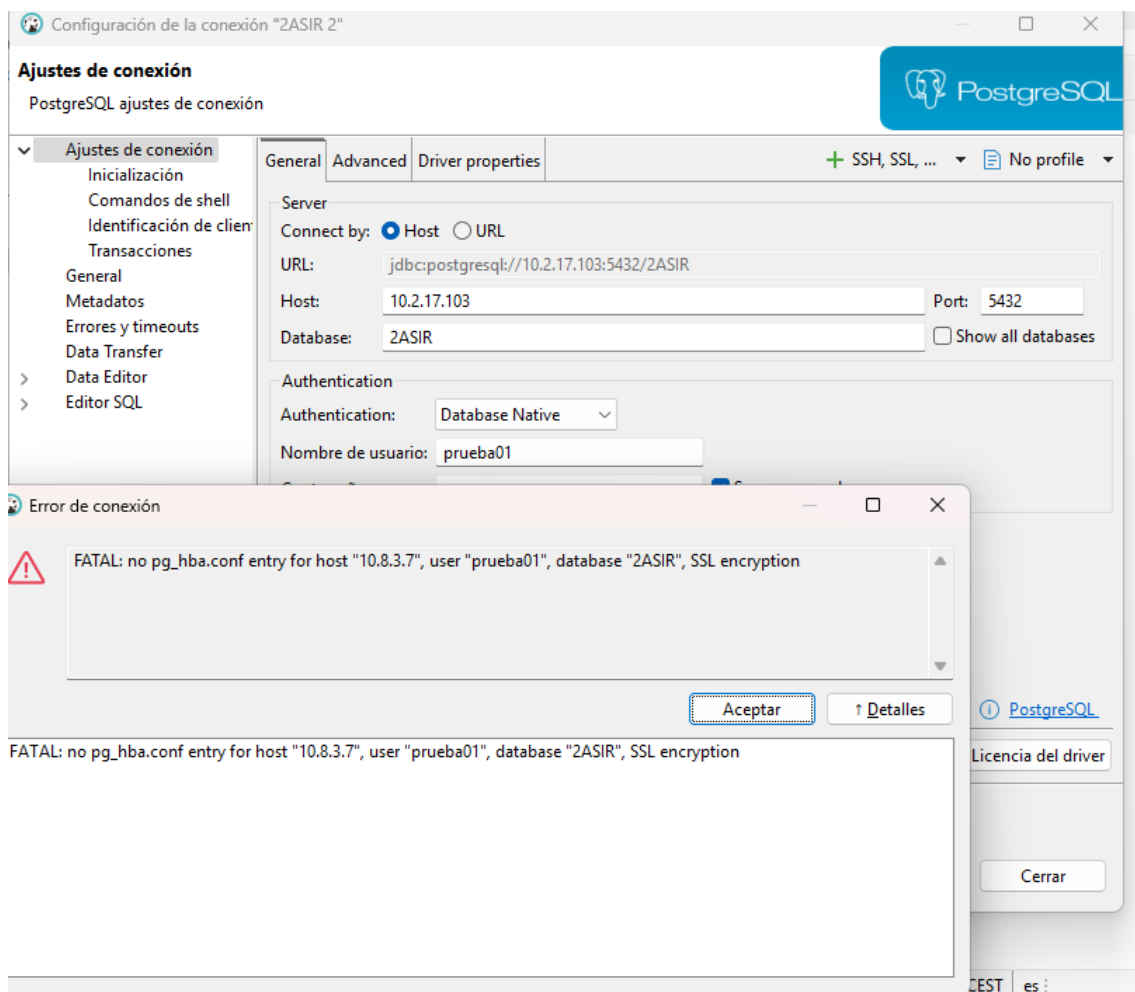 Configuración de la conexión "2ASIR 2"
Ajustes de conexión
PostgreSQL ajustes de conexión
PostgreSQL
Ajustes de conexión
Inicialización
Comandos de shell
Identificación de clien
Transacciones
General
Metadatos
Errores y timeouts
Data Transfer
Data Editor
Editor SQL
General Advanced Driver properties
SSH, SSL, ... No profile
Server
Connect by: Host URL
URL: jdbc:postgresql://10.2.17.103:5432/2ASIR
Host: 10.2.17.103 Port: 5432
Database: 2ASIR Show all databases
Authentication
Authentication: Database Native
Nombre de usuario: prueba01
Error de conexión
FATAL: no pg_hba.conf entry for host "10.8.3.7", user "prueba01", database "2ASIR", SSL encryption
Aceptar ↑ Detalles
PostgreSQL
FATAL: no pg_hba.conf entry for host "10.8.3.7", user "prueba01", database "2ASIR", SSL encryption
Licencia del driver
Cerrar
CEST es